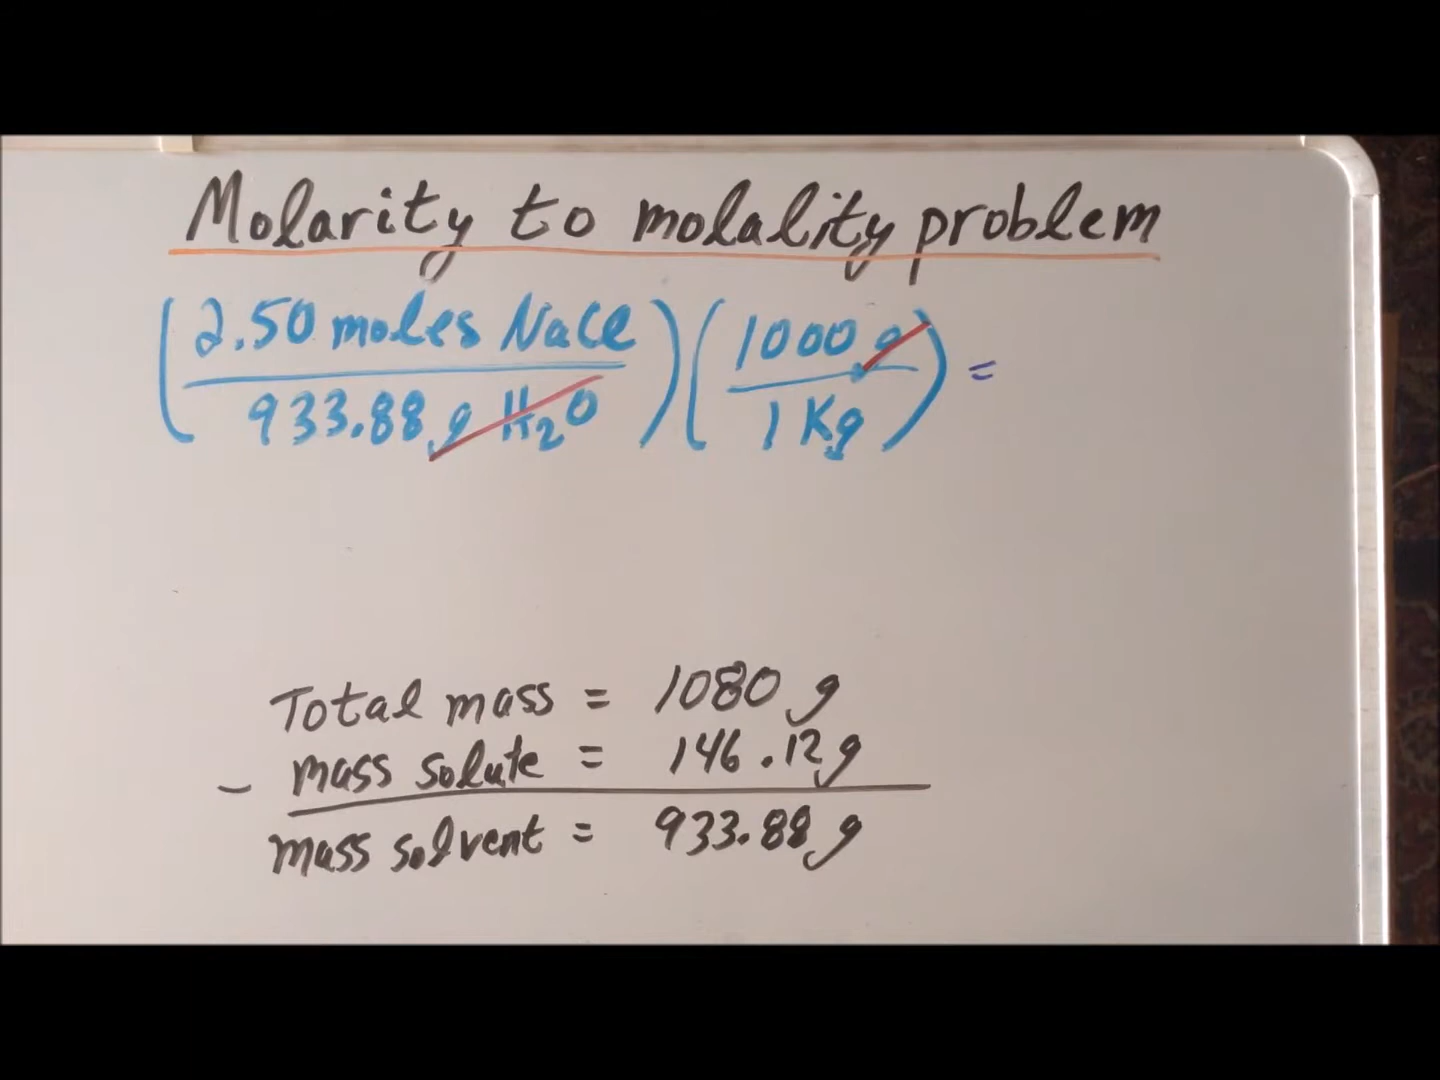 Molarity to molality problem
(2.50 moles NaCl / 933.88 g H₂O) (1000 g / 1 Kg) =
Total mass = 1080 g
- mass solute = 146.12 g
mass solvent = 933.88 g